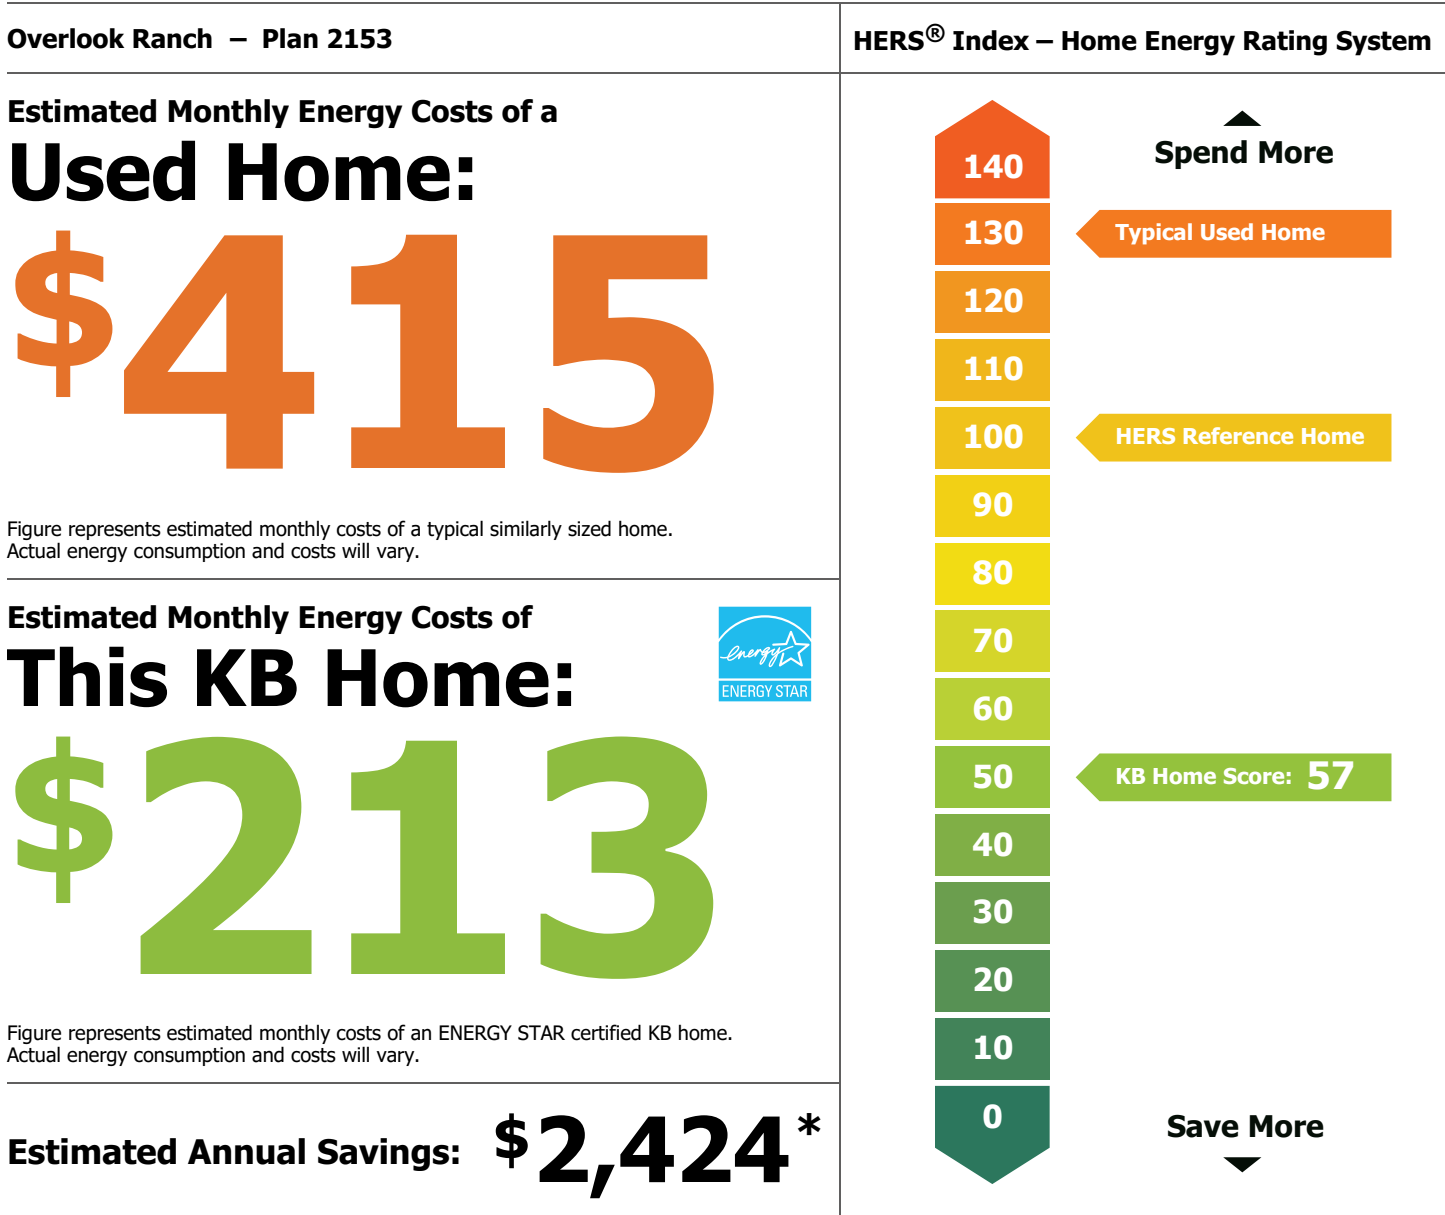 Overlook Ranch – Plan 2153
Estimated Monthly Energy Costs of a
Used Home:
$415
Figure represents estimated monthly costs of a typical similarly sized home.
Actual energy consumption and costs will vary.
Estimated Monthly Energy Costs of
This KB Home:
energy
ENERGY STAR
$213
Figure represents estimated monthly costs of an ENERGY STAR certified KB home.
Actual energy consumption and costs will vary.
Estimated Annual Savings: $2,424*
HERS® Index – Home Energy Rating System
Spend More
140
130
Typical Used Home
120
110
100
HERS Reference Home
90
80
70
60
50
KB Home Score: 57
40
30
20
10
0
Save More